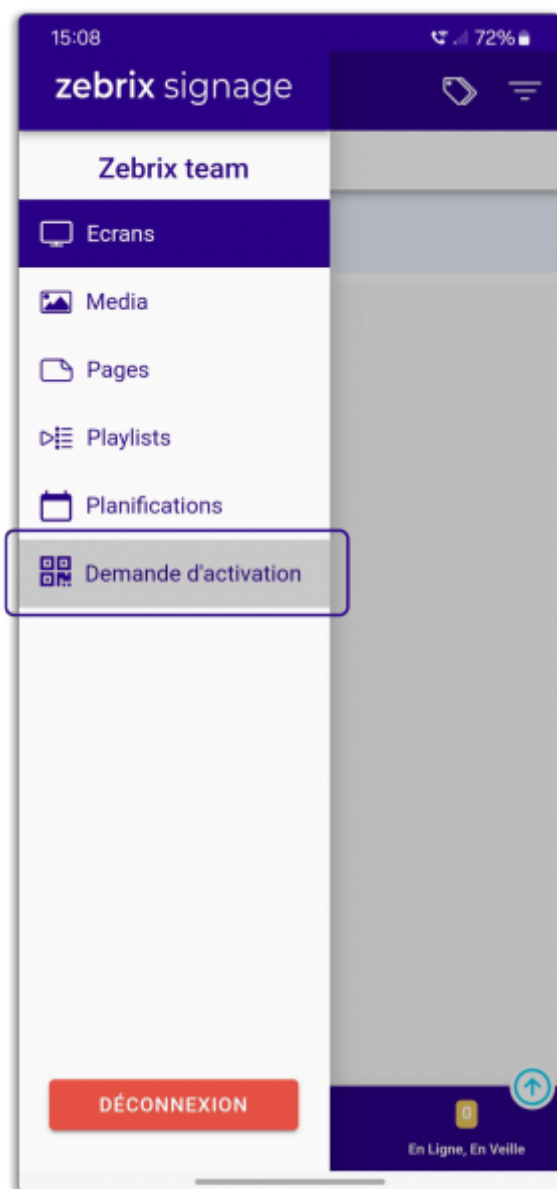 15:08 72%
zebrix signage
Zebrix team
Ecrans
Media
Pages
Playlists
Planifications
Demande d'activation
DÉCONNEXION
0
En Ligne, En Veille